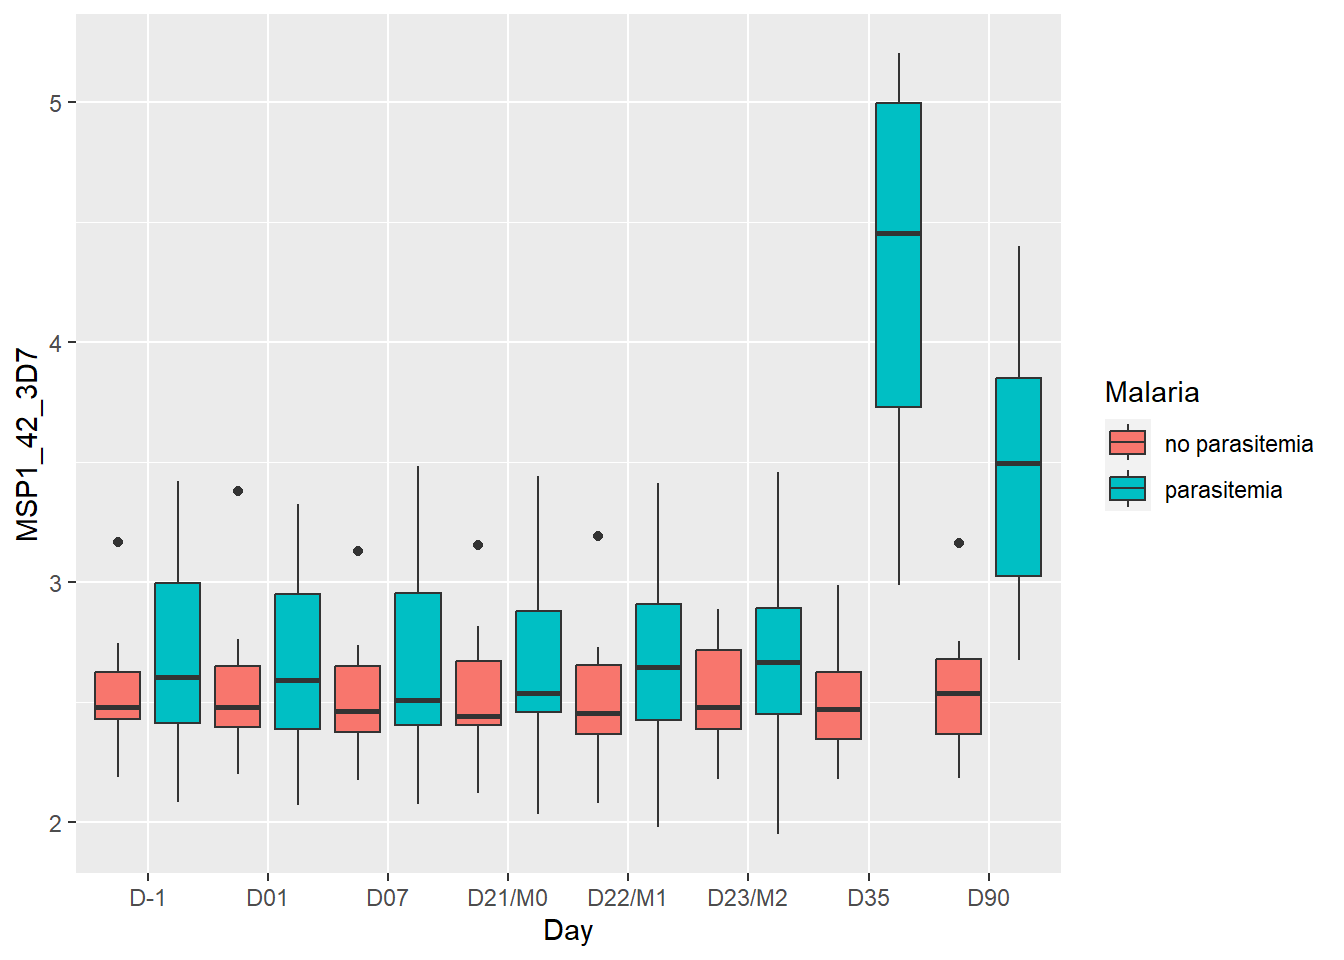 MSP1_42_3D7
5
4
3
2
D-1 D01 D07 D21/M0 D22/M1 D23/M2 D35 D90
Day
Malaria
no parasitemia
parasitemia